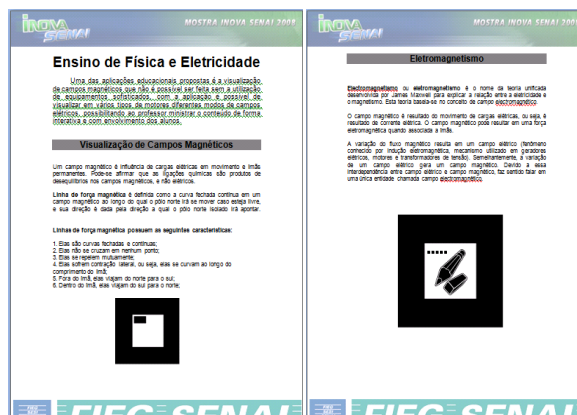 INOVA
SENAI
MOSTRA INOVA SENAI 2007
Ensino de Física e Eletricidade
Uma das aplicações educacionais propostas é a visualização
de campos magnéticos que não é possível ser feita sem a utilização
de equipamentos sofisticados, com a aplicação é possível de
visualizar em vários tipos de motores diferentes modos de campos
elétricos, possibilitando ao professor ministrar o conteúdo de forma
interativa e com envolvimento dos alunos.
Visualização de Campos Magnéticos
Um campo magnético é influência de cargas elétricas em movimento e imãs
permanentes. Pode-se afirmar que as ligações químicas são produtos de
desequilíbrios nos campos magnéticos, e não elétricos.
Linha de força magnética é definida como a curva fechada contínua em um
campo magnético ao longo do qual o pólo norte irá se mover caso esteja livre,
e sua direção é dada pela direção a qual o pólo norte isolado irá apontar.
Linhas de força magnética possuem as seguintes características:
1. Elas são curvas fechadas e contínuas;
2. Elas não se cruzam em nenhum ponto;
3. Elas se repelem mutuamente;
4. Elas sofrem contração lateral, ou seja, elas se curvam ao longo do
comprimento do imã;
5. Fora do imã, elas viajam do norte para o sul;
6. Dentro do imã, elas viajam do sul para o norte;
FIEG SENAI
INOVA
SENAI
MOSTRA INOVA SENAI 200
Eletromagnetismo
Electromagnetismo ou eletromagnetismo é o nome da teoria unificada
desenvolvida por James Maxwell para explicar a relação entre a eletricidade e
o magnetismo. Esta teoria baseia-se no conceito de campo electromagnético.
O campo magnético é resultado do movimento de cargas elétricas, ou seja, é
resultado de corrente elétrica. O campo magnético pode resultar em uma força
eletromagnética quando associada a imãs.
A variação do fluxo magnético resulta em um campo elétrico (fenômeno
conhecido por indução eletromagnética, mecanismo utilizado em geradores
elétricos, motores e transformadores de tensão). Semelhantemente, a variação
de um campo elétrico gera um campo magnético. Devido a essa
interdependência entre campo elétrico e campo magnético, faz sentido falar em
uma única entidade chamada campo electromagnético.
FIEG SENAI